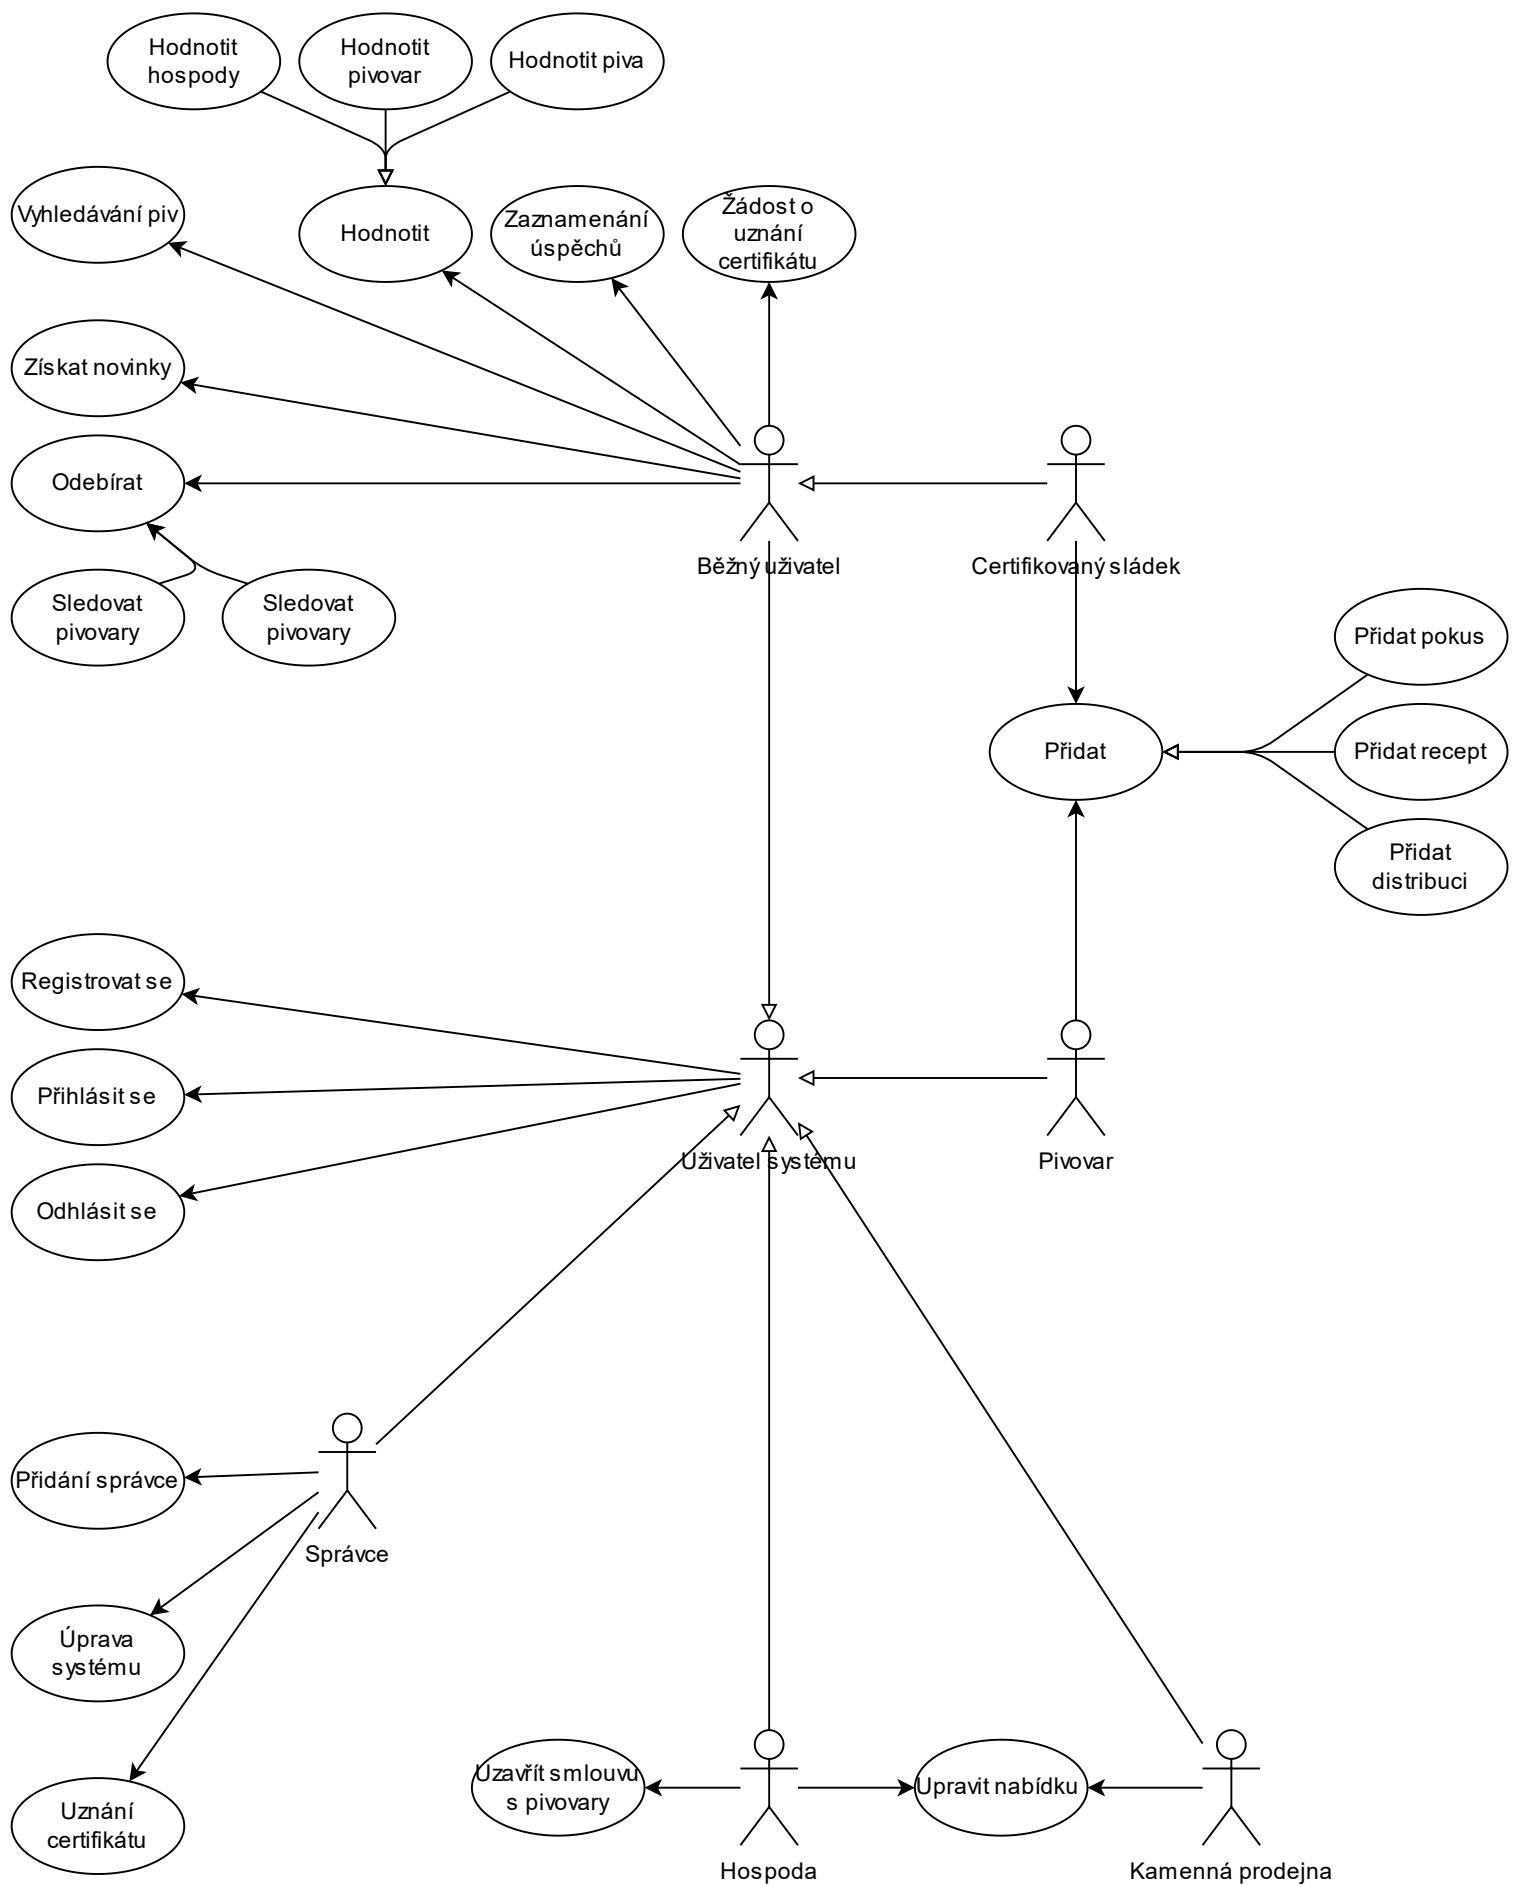 Hodnotit
hospody
Hodnotit
pivovar
Hodnotit piva
Vyhledávání piv
Hodnotit
Zaznamenání
úspěchů
Žádost o
uznání
certifikátu
Získat novinky
Odebírat
Běžný uživatel
Certifikovaný sládek
Sledovat
pivovary
Sledovat
pivovary
Přidat pokus
Přidat
Přidat recept
Přidat
distribuci
Registrovat se
Přihlásit se
Odhlásit se
Uživatel systému
Pivovar
Přidání správce
Správce
Úprava
systému
Uznání
certifikátu
Uzavřít smlouvu
s pivovary
Upravit nabídku
Hospoda
Kamenná prodejna